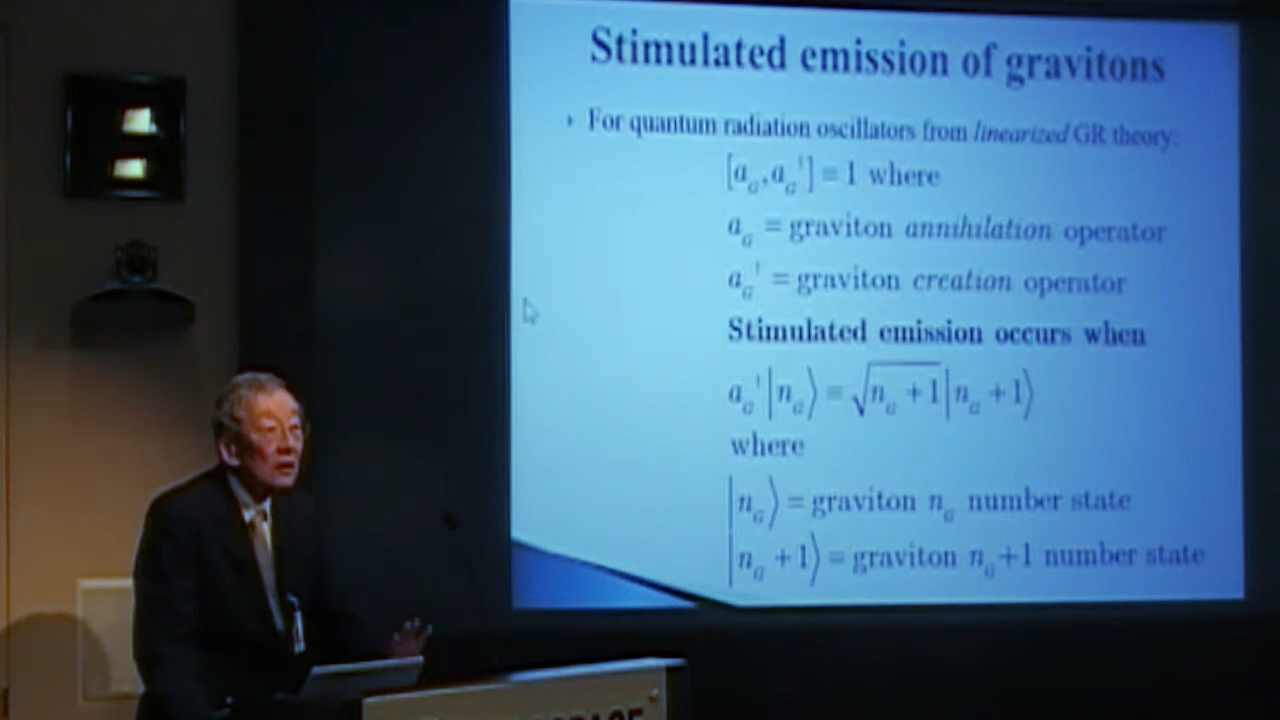 Stimulated emission of gravitons
› For quantum radiation oscillators from linearized GR theory:
[a_G, a_G†] = 1 where
a_G = graviton annihilation operator
a_G† = graviton creation operator
Stimulated emission occurs when
a_G†|n_G⟩ = √(n_G + 1)|n_G + 1⟩
where
|n_G⟩ = graviton n_G number state
|n_G + 1⟩ = graviton n_G+1 number state